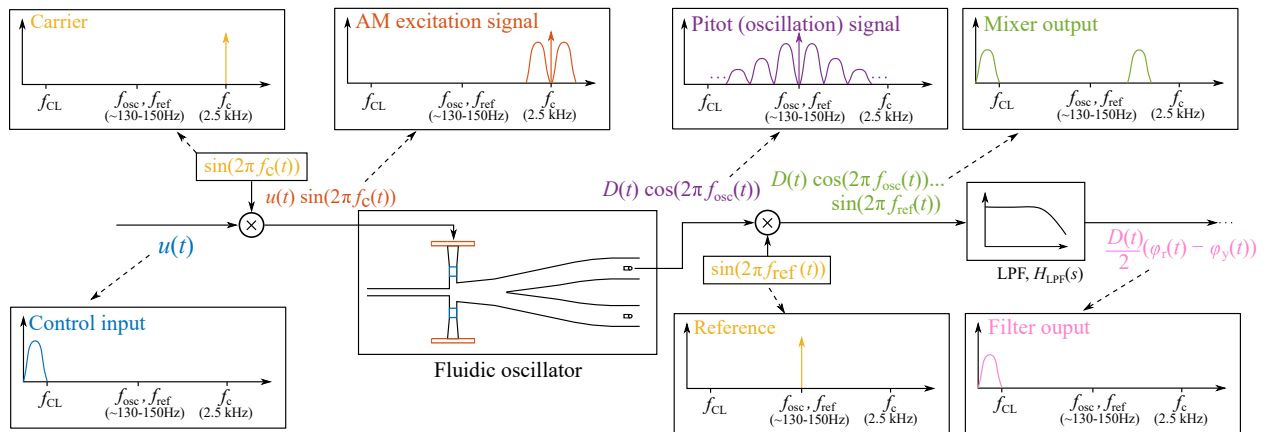 Carrier
f_CL
f_osc, f_ref
(~130-150Hz)
f_c
(2.5 kHz)
AM excitation signal
f_CL
f_osc, f_ref
(~130-150Hz)
f_c
(2.5 kHz)
Pitot (oscillation) signal
... ...
f_CL
f_osc, f_ref
(~130-150Hz)
f_c
(2.5 kHz)
Mixer output
f_CL
f_osc, f_ref
(~130-150Hz)
f_c
(2.5 kHz)
sin(2π f_c(t))
u(t) sin(2π f_c(t))
×
u(t)
Fluidic oscillator
D(t) cos(2π f_osc(t))
×
sin(2π f_ref (t))
D(t) cos(2π f_osc(t))...
sin(2π f_ref(t))
LPF, H_LPF(s)
...
D(t)/2 (φ_r(t) − φ_y(t))
Control input
f_CL
f_osc, f_ref
(~130-150Hz)
f_c
(2.5 kHz)
Reference
f_CL
f_osc, f_ref
(~130-150Hz)
f_c
(2.5 kHz)
Filter ouput
f_CL
f_osc, f_ref
(~130-150Hz)
f_c
(2.5 kHz)